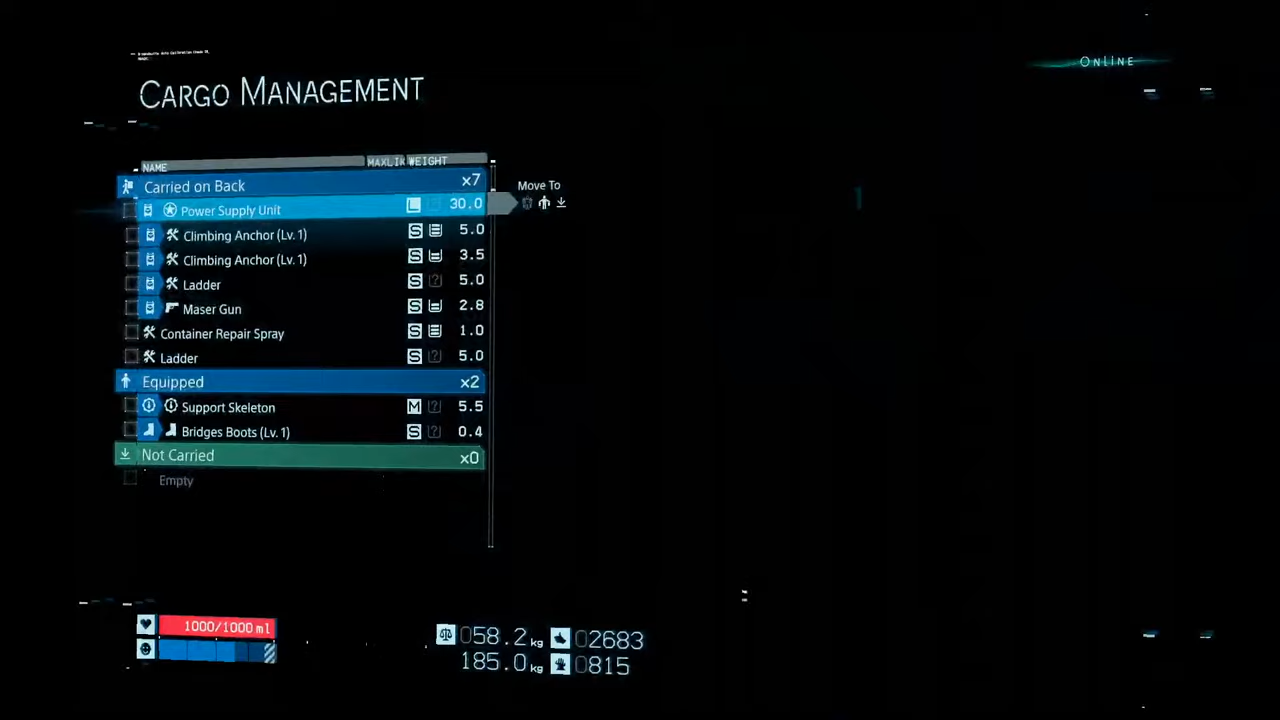 Online
Cargo Management
NAME MAXLIK WEIGHT
Carried on Back x7
Power Supply Unit L 30.0
Move To
Climbing Anchor (Lv. 1) S 5.0
Climbing Anchor (Lv. 1) S 3.5
Ladder S 5.0
Maser Gun S 2.8
Container Repair Spray S 1.0
Ladder S 5.0
Equipped x2
Support Skeleton M 5.5
Bridges Boots (Lv. 1) S 0.4
Not Carried x0
Empty
1000/1000 ml
058.2 kg 02683
185.0 kg 0815